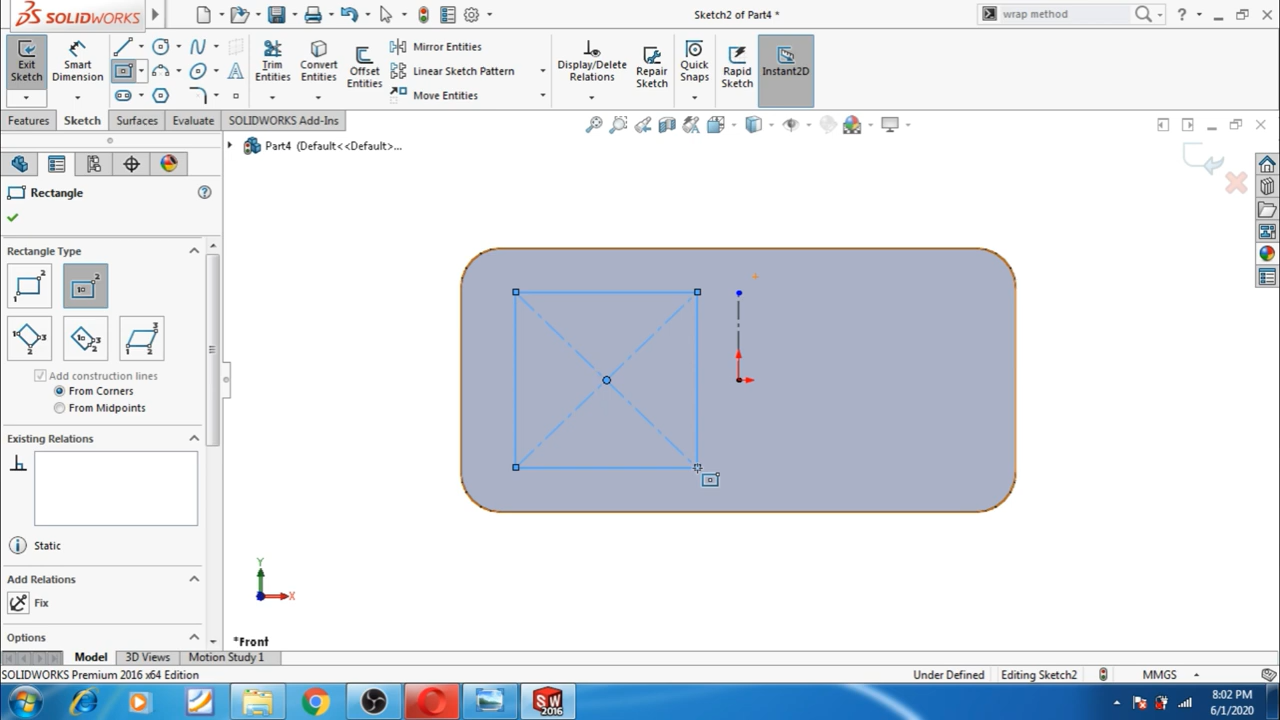 SOLIDWORKS
Sketch2 of Part4 *
wrap method
Exit Sketch
Smart Dimension
Trim Entities
Convert Entities
Offset Entities
Mirror Entities
Linear Sketch Pattern
Move Entities
Display/Delete Relations
Repair Sketch
Quick Snaps
Rapid Sketch
Instant2D
Features
Sketch
Surfaces
Evaluate
SOLIDWORKS Add-Ins
Part4 (Default<<Default>...
Rectangle
Rectangle Type
Add construction lines
From Corners
From Midpoints
Existing Relations
Static
Add Relations
Fix
Options
Y
X
*Front
Model
3D Views
Motion Study 1
SOLIDWORKS Premium 2016 x64 Edition
Under Defined
Editing Sketch2
MMGS
SW
2016
8:02 PM
6/1/2020